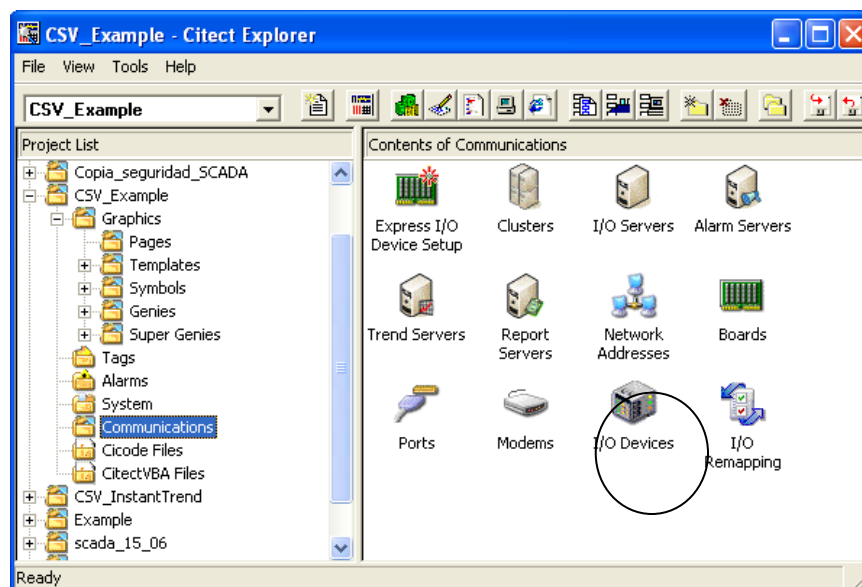 CSV_Example - Citect Explorer
File View Tools Help
CSV_Example
Project List
Copia_seguridad_SCADA
CSV_Example
Graphics
Pages
Templates
Symbols
Genies
Super Genies
Tags
Alarms
System
Communications
Cicode Files
CitectVBA Files
CSV_InstantTrend
Example
scada_15_06
Contents of Communications
Express I/O
Device Setup
Clusters
I/O Servers
Alarm Servers
Trend Servers
Report
Servers
Network
Addresses
Boards
Ports
Modems
I/O Devices
I/O
Remapping
Ready